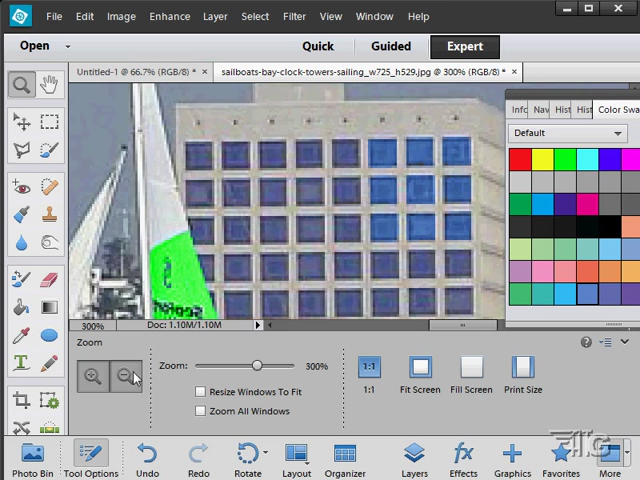 File Edit Image Enhance Layer Select Filter View Window Help
Open Quick Guided Expert
Untitled-1 @ 66.7% (RGB/8) * × sailboats-bay-clock-towers-sailing_w725_h529.jpg @ 300% (RGB/8) * ×
Hist Hist Color Swa
Default
300% Doc: 1.10M/1.10M
Zoom
Zoom: 300%
1:1
1:1 Fit Screen Fill Screen Print Size
Resize Windows To Fit
Zoom All Windows
Photo Bin Tool Options Undo Redo Rotate Layout Organizer Layers Effects Graphics Favorites More